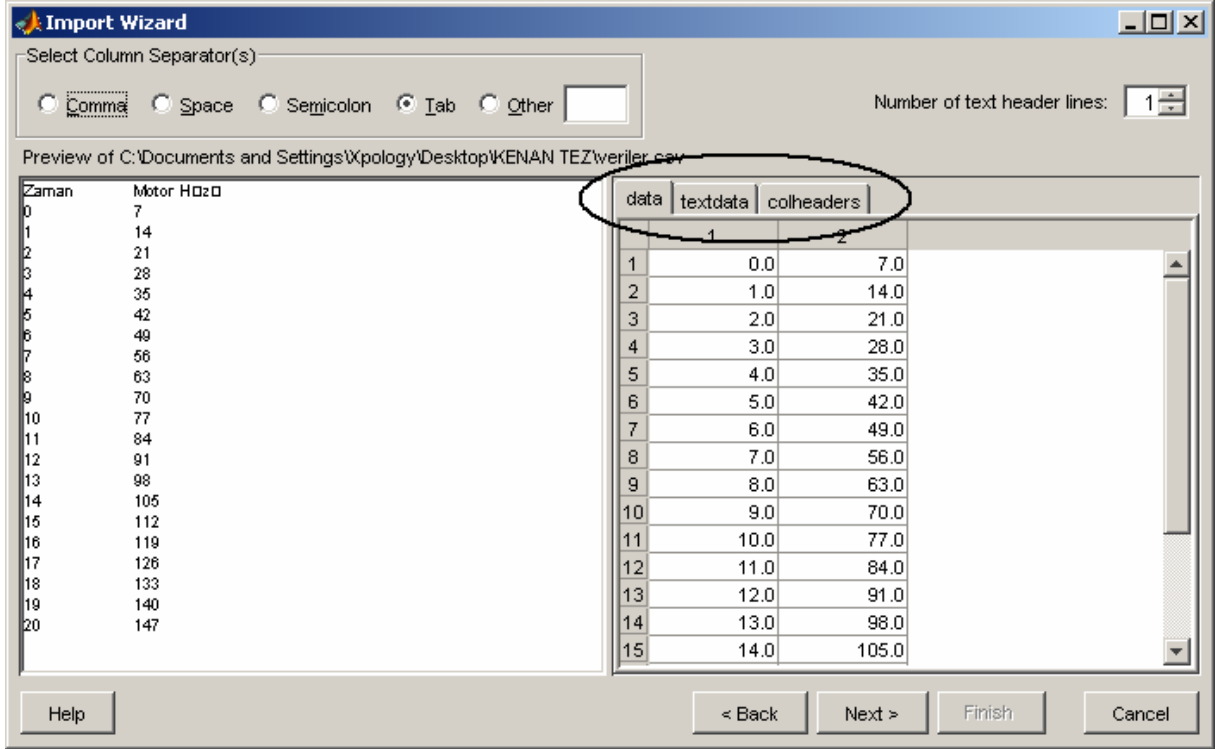 Import Wizard
Select Column Separator(s)
Comma Space Semicolon Tab Other
Number of text header lines: 1
Preview of C:\Documents and Settings\Xpology\Desktop\KENAN TEZ\veriler.csv
Zaman Motor H□z□
0 7
1 14
2 21
3 28
4 35
5 42
6 49
7 56
8 63
9 70
10 77
11 84
12 91
13 98
14 105
15 112
16 119
17 126
18 133
19 140
20 147
data textdata colheaders
1 2
1 0.0 7.0
2 1.0 14.0
3 2.0 21.0
4 3.0 28.0
5 4.0 35.0
6 5.0 42.0
7 6.0 49.0
8 7.0 56.0
9 8.0 63.0
10 9.0 70.0
11 10.0 77.0
12 11.0 84.0
13 12.0 91.0
14 13.0 98.0
15 14.0 105.0
Help < Back Next > Finish Cancel